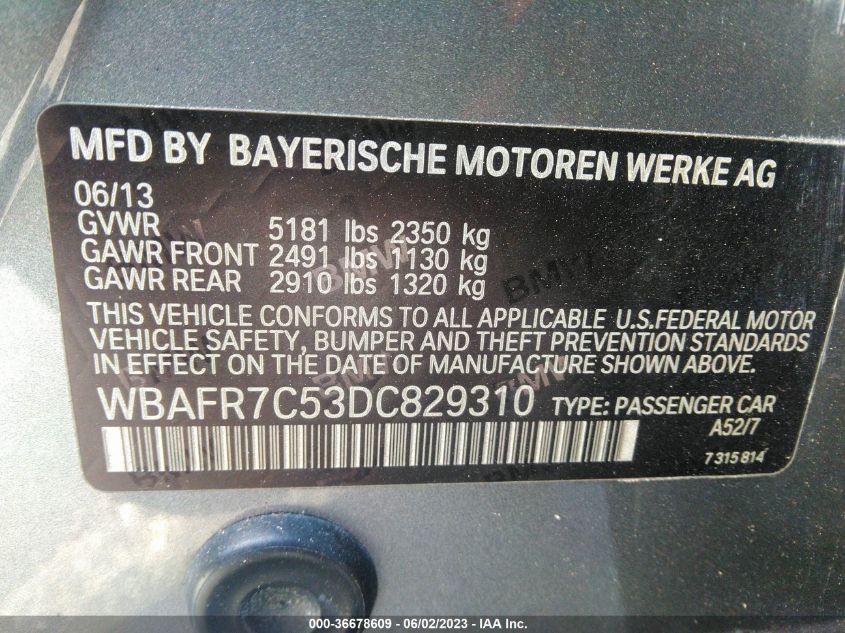 MFD BY BAYERISCHE MOTOREN WERKE AG
06/13
GVWR 5181 lbs 2350 kg
GAWR FRONT 2491 lbs 1130 kg
GAWR REAR 2910 lbs 1320 kg
THIS VEHICLE CONFORMS TO ALL APPLICABLE U.S.FEDERAL MOTOR
VEHICLE SAFETY, BUMPER AND THEFT PREVENTION STANDARDS
IN EFFECT ON THE DATE OF MANUFACTURE SHOWN ABOVE.
WBAFR7C53DC829310 TYPE: PASSENGER CAR
A52/7
7315814
000-36678609 - 06/02/2023 - IAA Inc.